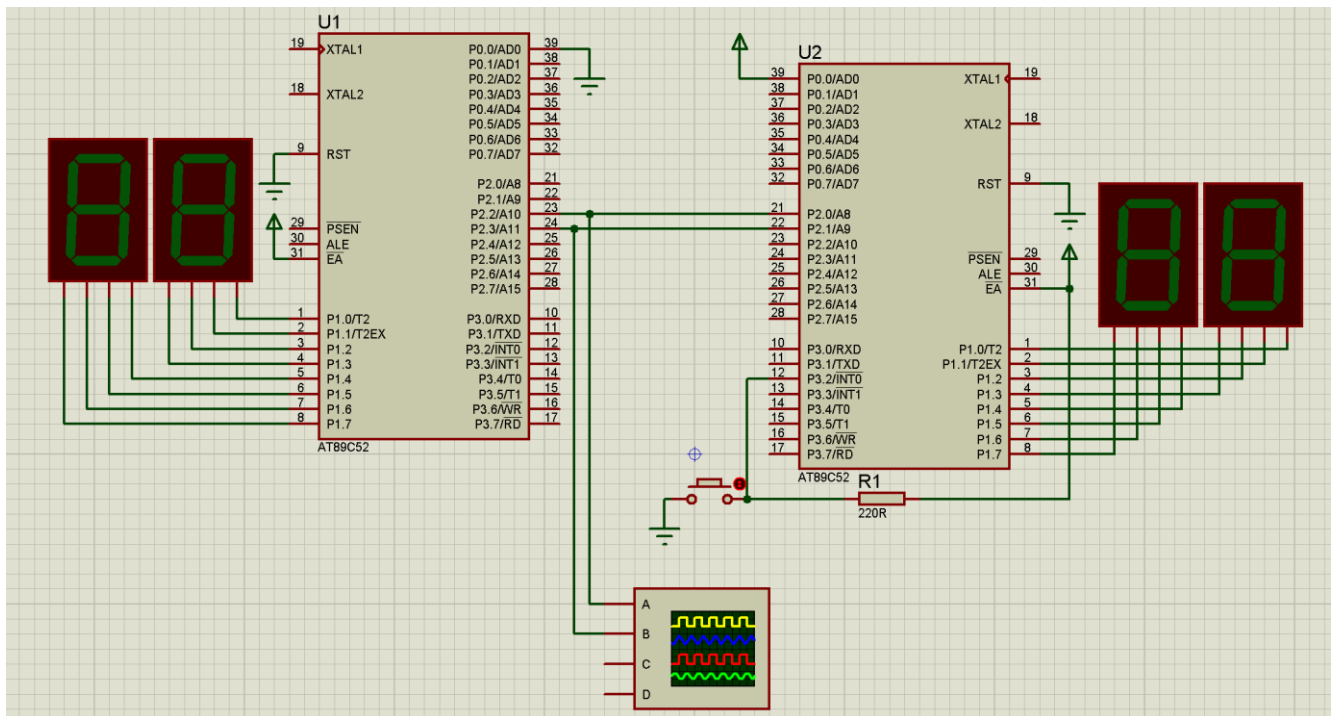 U1
19 XTAL1
18 XTAL2
9 RST
29 PSEN
30 ALE
31 EA
1 P1.0/T2
2 P1.1/T2EX
3 P1.2
4 P1.3
5 P1.4
6 P1.5
7 P1.6
8 P1.7
P0.0/AD0 39
P0.1/AD1 38
P0.2/AD2 37
P0.3/AD3 36
P0.4/AD4 35
P0.5/AD5 34
P0.6/AD6 33
P0.7/AD7 32
P2.0/A8 21
P2.1/A9 22
P2.2/A10 23
P2.3/A11 24
P2.4/A12 25
P2.5/A13 26
P2.6/A14 27
P2.7/A15 28
P3.0/RXD 10
P3.1/TXD 11
P3.2/INT0 12
P3.3/INT1 13
P3.4/T0 14
P3.5/T1 15
P3.6/WR 16
P3.7/RD 17
AT89C52
U2
39 P0.0/AD0
38 P0.1/AD1
37 P0.2/AD2
36 P0.3/AD3
35 P0.4/AD4
34 P0.5/AD5
33 P0.6/AD6
32 P0.7/AD7
21 P2.0/A8
22 P2.1/A9
23 P2.2/A10
24 P2.3/A11
25 P2.4/A12
26 P2.5/A13
27 P2.6/A14
28 P2.7/A15
10 P3.0/RXD
11 P3.1/TXD
12 P3.2/INT0
13 P3.3/INT1
14 P3.4/T0
15 P3.5/T1
16 P3.6/WR
17 P3.7/RD
XTAL1 19
XTAL2 18
RST 9
PSEN 29
ALE 30
EA 31
P1.0/T2 1
P1.1/T2EX 2
P1.2 3
P1.3 4
P1.4 5
P1.5 6
P1.6 7
P1.7 8
AT89C52
R1
220R
A
B
C
D